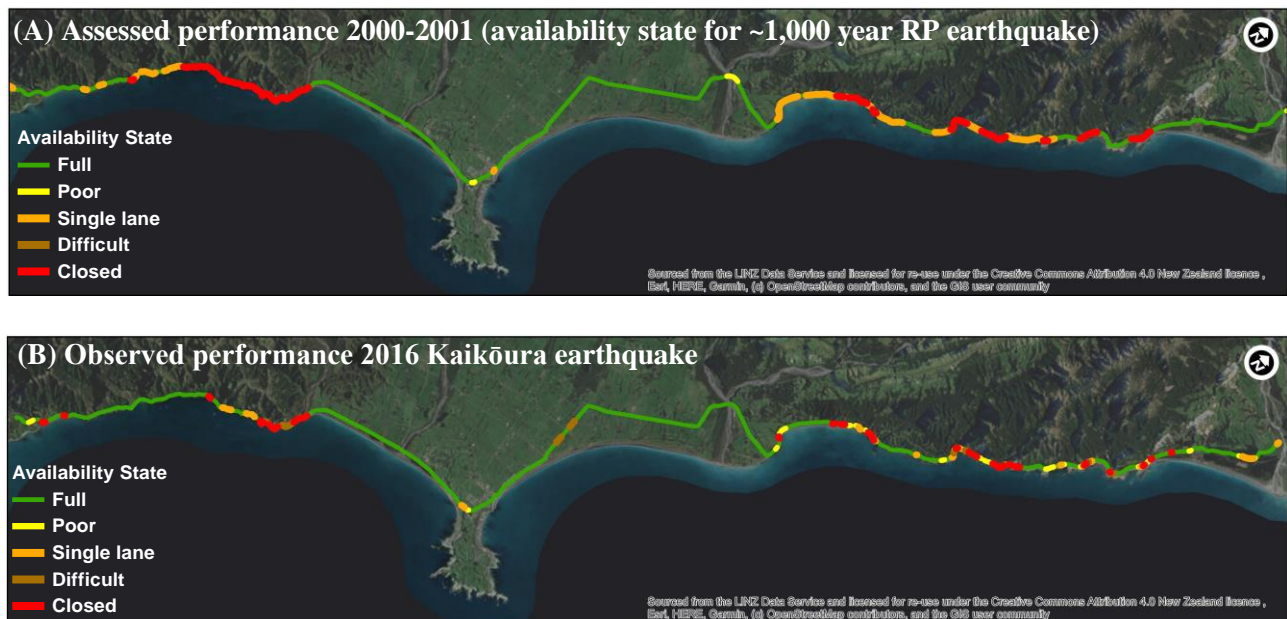 (A) Assessed performance 2000-2001 (availability state for ~1,000 year RP earthquake)
Availability State
Full
Poor
Single lane
Difficult
Closed
Sourced from the LINZ Data Service and licensed for re-use under the Creative Commons Attribution 4.0 New Zealand licence ,
Esri, HERE, Garmin, (c) OpenStreetMap contributors, and the GIS user community
(B) Observed performance 2016 Kaikōura earthquake
Availability State
Full
Poor
Single lane
Difficult
Closed
Sourced from the LINZ Data Service and licensed for re-use under the Creative Commons Attribution 4.0 New Zealand licence ,
Esri, HERE, Garmin, (c) OpenStreetMap contributors, and the GIS user community